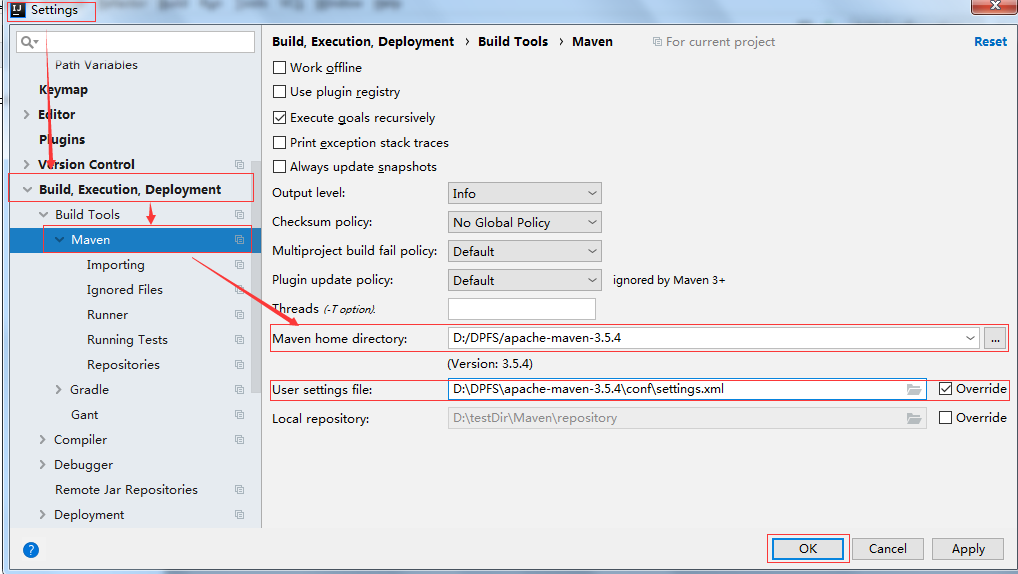 Settings
Path Variables
Keymap
Editor
Plugins
Version Control
Build, Execution, Deployment
Build Tools
Maven
Importing
Ignored Files
Runner
Running Tests
Repositories
Gradle
Gant
Compiler
Debugger
Remote Jar Repositories
Deployment
?
Build, Execution, Deployment › Build Tools › Maven For current project Reset
Work offline
Use plugin registry
Execute goals recursively
Print exception stack traces
Always update snapshots
Output level: Info
Checksum policy: No Global Policy
Multiproject build fail policy: Default
Plugin update policy: Default ignored by Maven 3+
Threads (-T option).
Maven home directory: D:/DPFS/apache-maven-3.5.4 ...
(Version: 3.5.4)
User settings file: D:\DPFS\apache-maven-3.5.4\conf\settings.xml Override
Local repository: D:\testDir\Maven\repository Override
OK Cancel Apply